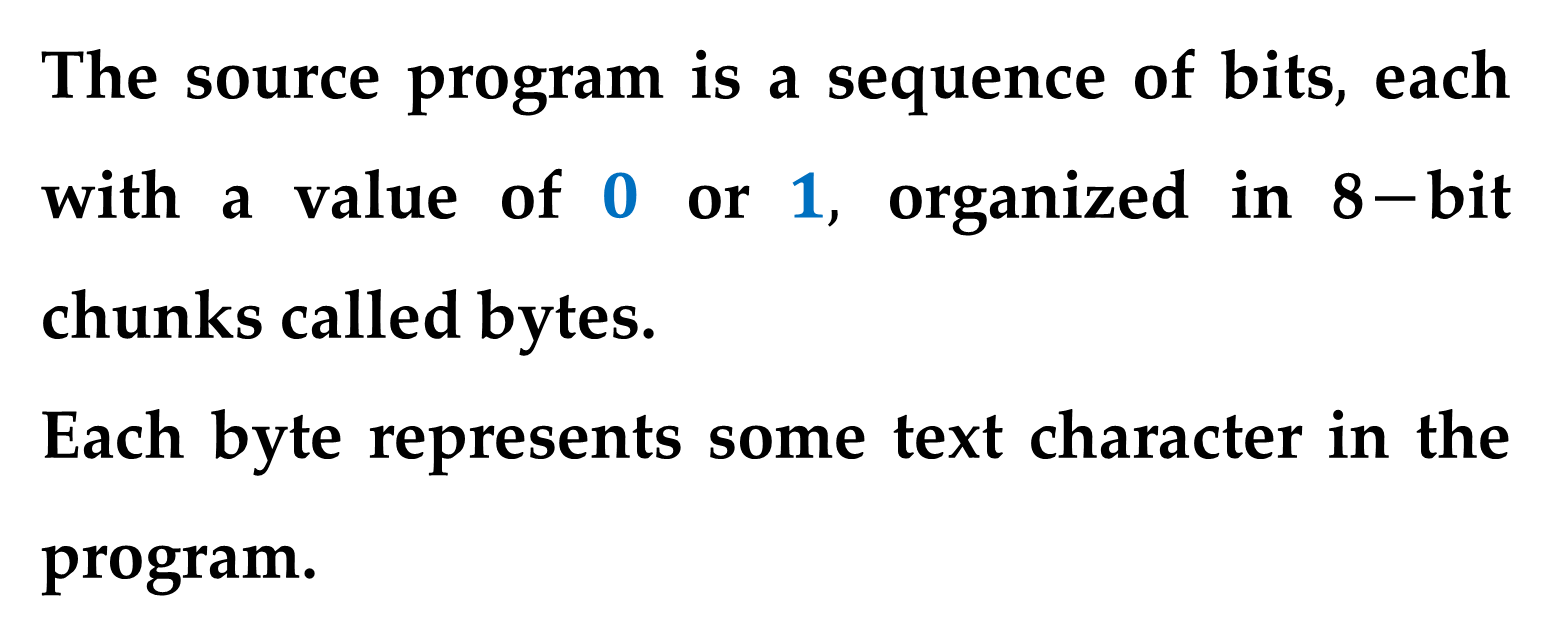 The source program is a sequence of bits, each
with a value of 0 or 1, organized in 8−bit
chunks called bytes.
Each byte represents some text character in the
program.